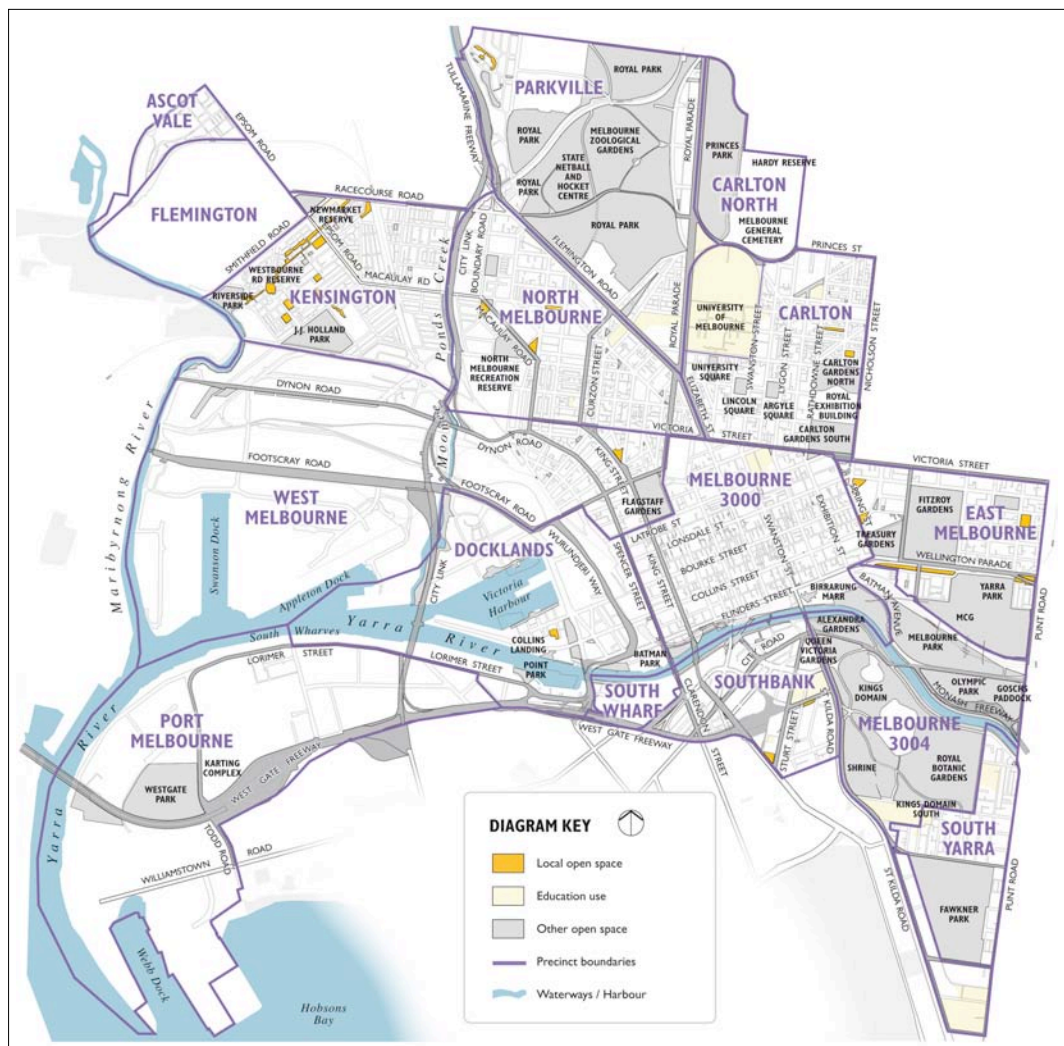 ROYAL PARK
PARKVILLE
TULLAMARINE FREEWAY
ASCOT
VALE
EPSOM ROAD
ROYAL
PARK
MELBOURNE
ZOOLOGICAL
GARDENS
ROYAL PARADE
PRINCES PARK
HARDY RESERVE
STATE
NETBALL
AND
HOCKET
CENTRE
ROYAL
PARK
CARLTON
NORTH
RACECOURSE ROAD
FLEMINGTON
NEWMARKET
RESERVE
ROYAL PARK
MELBOURNE
GENERAL
CEMETERY
PRINCES ST
SMITHFIELD ROAD
EPSOM ROAD
CITY LINK
BOUNDARY ROAD
FLEMINGTON ROAD
WESTBOURNE
RD RESERVE
MACAULAY RD
Moonee Ponds Creek
RIVERSIDE
PARK
KENSINGTON
NORTH
MELBOURNE
MACAULAY ROAD
ROYAL PARADE
UNIVERSITY
OF
MELBOURNE
SWANSTON STREET
CARLTON
LYGON STREET
RATHDOWNE STREET
NICHOLSON STREET
J.J. HOLLAND
PARK
NORTH
MELBOURNE
RECREATION
RESERVE
CURZON STREET
UNIVERSITY
SQUARE
CARLTON
GARDENS
NORTH
ELIZABETH ST
LINCOLN
SQUARE
ARGYLE
SQUARE
ROYAL
EXHIBITION
BUILDING
DYNON ROAD
VICTORIA STREET
CARLTON
GARDENS SOUTH
Maribyrnong River
DYNON ROAD
KING STREET
VICTORIA STREET
FOOTSCRAY ROAD
MELBOURNE
3000
FOOTSCRAY ROAD
FLAGSTAFF
GARDENS
EXHIBITION ST
SPRING ST
FITZROY
GARDENS
EAST
MELBOURNE
WEST
MELBOURNE
Swanson Dock
DOCKLANDS
WURUNDJERI WAY
LATROBE ST
LONSDALE ST
BOURKE STREET
COLLINS STREET
FLINDERS STREET
SWANSTON ST
TREASURY
GARDENS
WELLINGTON PARADE
SPENCER STREET
KING STREET
Appleton Dock
CITY LINK
Victoria
Harbour
BIRRARUNG
MARR
BATMAN AVENUE
YARRA
PARK
MCG
PUNT ROAD
South Wharves
Yarra River
COLLINS
LANDING
ALEXANDRA
GARDENS
MELBOURNE
PARK
LORIMER STREET
LORIMER STREET
POINT
PARK
BATMAN
PARK
CITY ROAD
QUEEN
VICTORIA
GARDENS
OLYMPIC
PARK
GOSCHS
PADDOCK
SOUTH
WHARF
CLARENDON STREET
SOUTHBANK
KINGS
DOMAIN
MONASH FREEWAY
PORT
MELBOURNE
WEST GATE FREEWAY
STURT STREET
ST KILDA ROAD
MELBOURNE
3004
KARTING
COMPLEX
WEST GATE FREEWAY
SHRINE
ROYAL
BOTANIC
GARDENS
WESTGATE
PARK
Yarra River
TODD ROAD
KINGS DOMAIN
SOUTH
SOUTH
YARRA
WILLIAMSTOWN ROAD
ST KILDA ROAD
PUNT ROAD
FAWKNER
PARK
Webb Dock
Hobsons
Bay
DIAGRAM KEY
Local open space
Education use
Other open space
Precinct boundaries
Waterways / Harbour